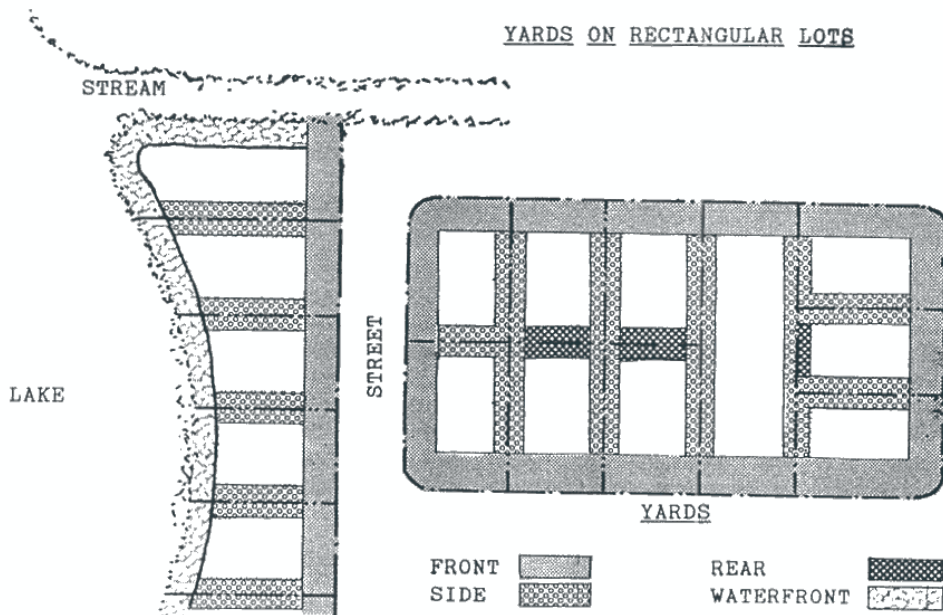 YARDS ON RECTANGULAR LOTS
STREAM
LAKE
STREET
YARDS
FRONT
REAR
SIDE
WATERFRONT